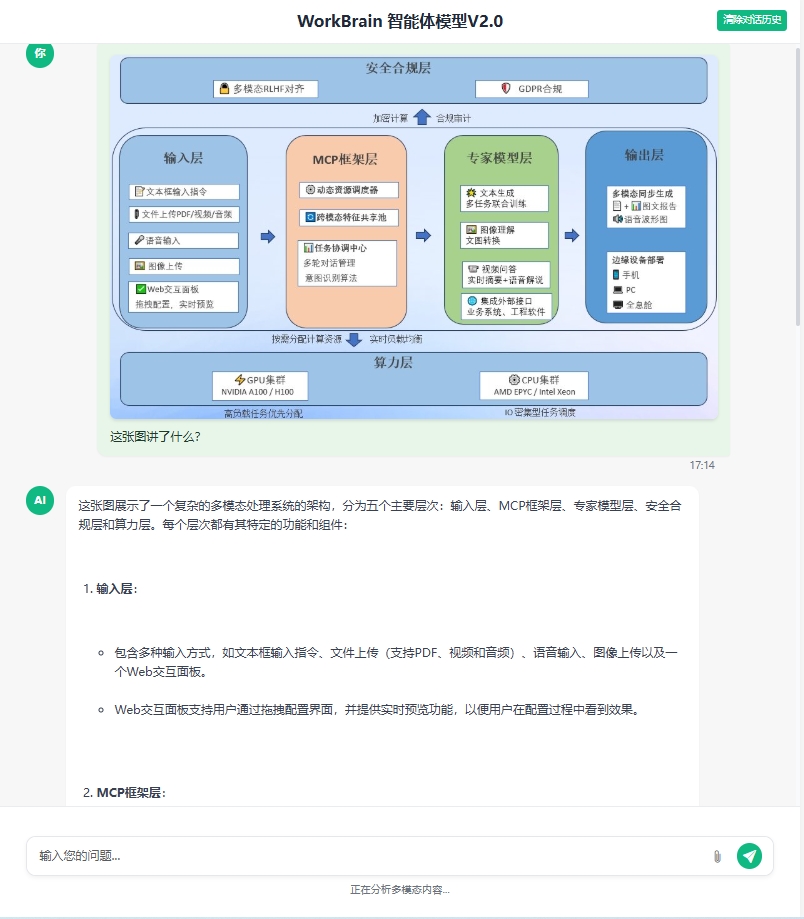 WorkBrain 智能体模型V2.0
清除对话历史
你
安全合规层
多模态RLHF对齐
GDPR合规
加密计算
合规审计
输入层
文本框输入指令
文件上传PDF/视频/音频
语音输入
图像上传
Web交互面板
拖拽配置，实时预览
MCP框架层
动态资源调度器
跨模态特征共享池
任务协调中心
多轮对话管理
意图识别算法
专家模型层
文本生成
多任务联合训练
图像理解
文图转换
视频问答
实时摘要+语音解说
集成外部接口
业务系统、工程软件
输出层
多模态同步生成
+图文报告
语音波形图
边缘设备部署
手机
PC
全息舱
按需分配计算资源
实时负载均衡
算力层
GPU集群
NVIDIA A100 / H100
CPU集群
AMD EPYC / Intel Xeon
高负载任务优先分配
IO密集型任务调度
这张图讲了什么？
17:14
AI
这张图展示了一个复杂的多模态处理系统的架构，分为五个主要层次：输入层、MCP框架层、专家模型层、安全合
规层和算力层。每个层次都有其特定的功能和组件：
1. 输入层：
包含多种输入方式，如文本框输入指令、文件上传（支持PDF、视频和音频）、语音输入、图像上传以及一
个Web交互面板。
Web交互面板支持用户通过拖拽配置界面，并提供实时预览功能，以便用户在配置过程中看到效果。
2. MCP框架层：
输入您的问题...
正在分析多模态内容...